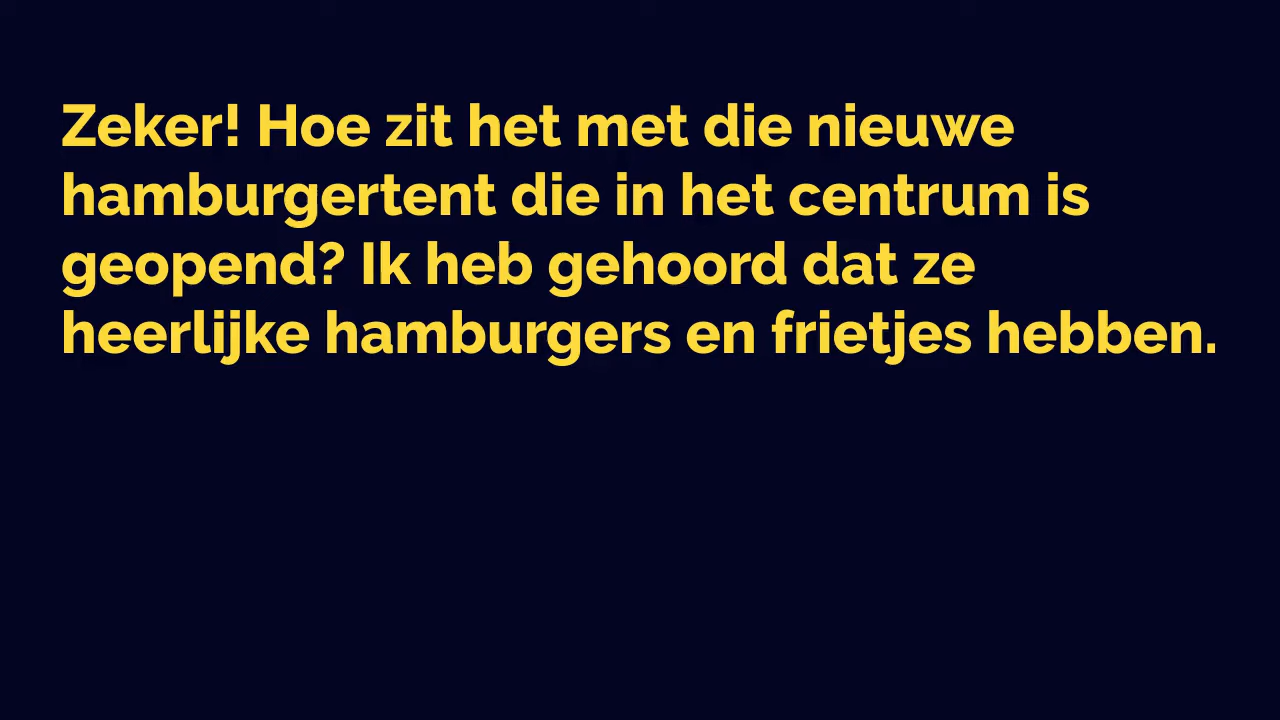 Zeker! Hoe zit het met die nieuwe
hamburgertent die in het centrum is
geopend? Ik heb gehoord dat ze
heerlijke hamburgers en frietjes hebben.